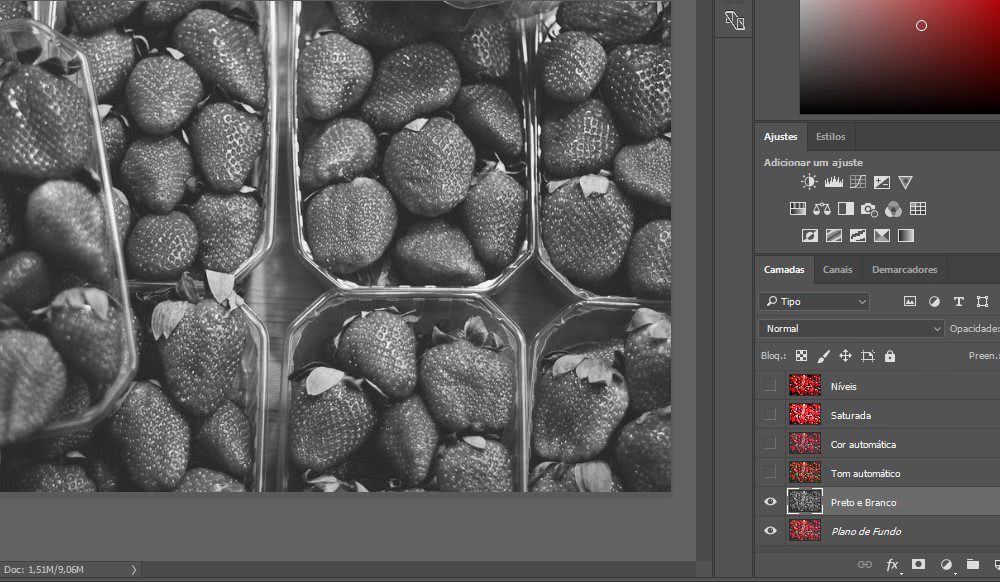 Ajustes Estilos
Adicionar um ajuste
Camadas Canais Demarcadores
Tipo
Normal Opacidade:
Bloq.: Preen.:
Níveis
Saturada
Cor automática
Tom automático
Preto e Branco
Plano de Fundo
fx
Doc: 1,51M/9,06M